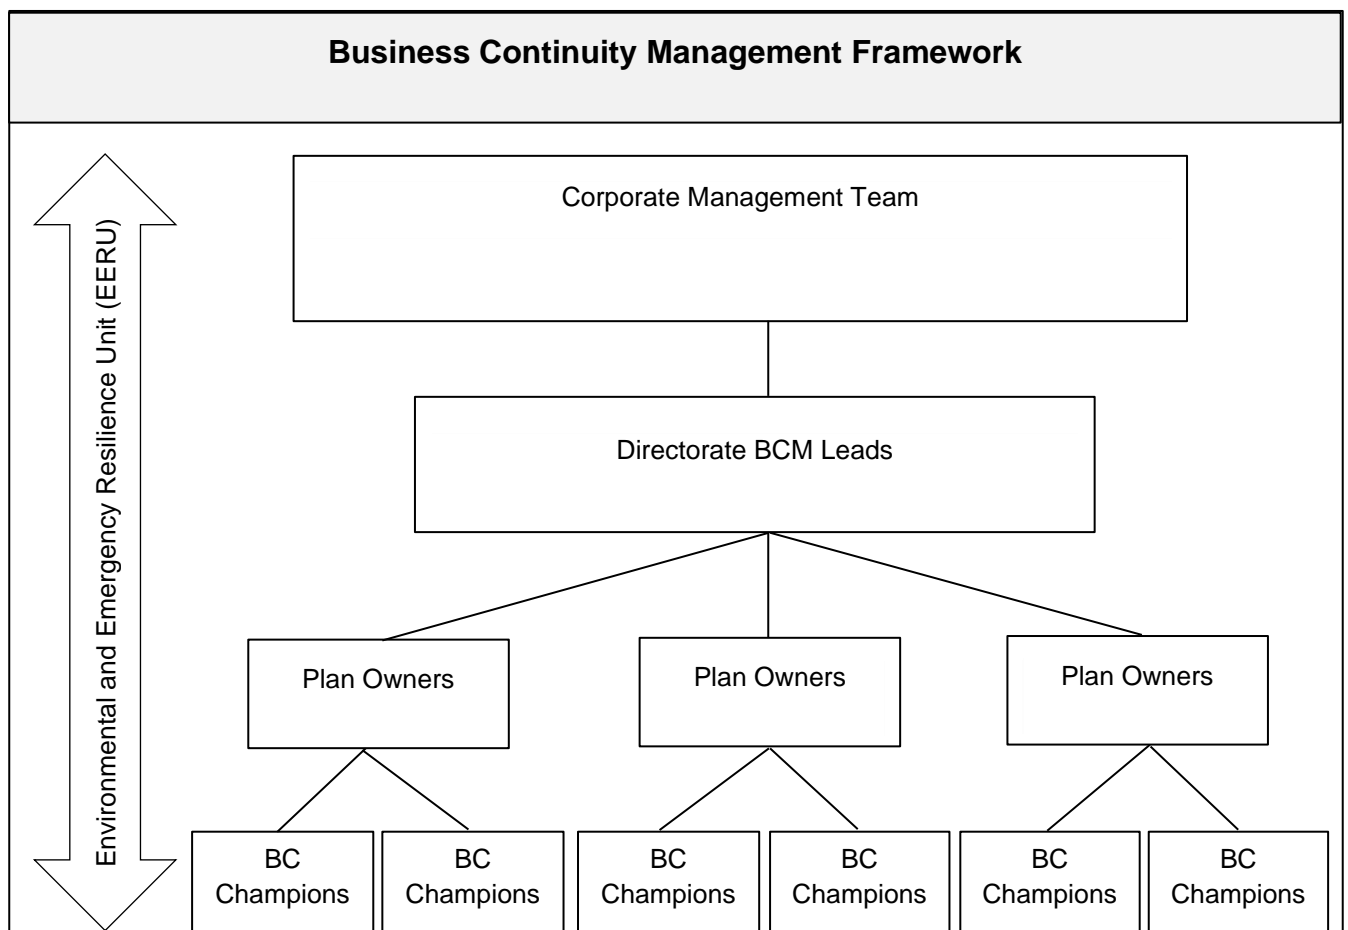 Business Continuity Management Framework
Environmental and Emergency Resilience Unit (EERU)
Corporate Management Team
Directorate BCM Leads
Plan Owners
Plan Owners
Plan Owners
BC
Champions
BC
Champions
BC
Champions
BC
Champions
BC
Champions
BC
Champions